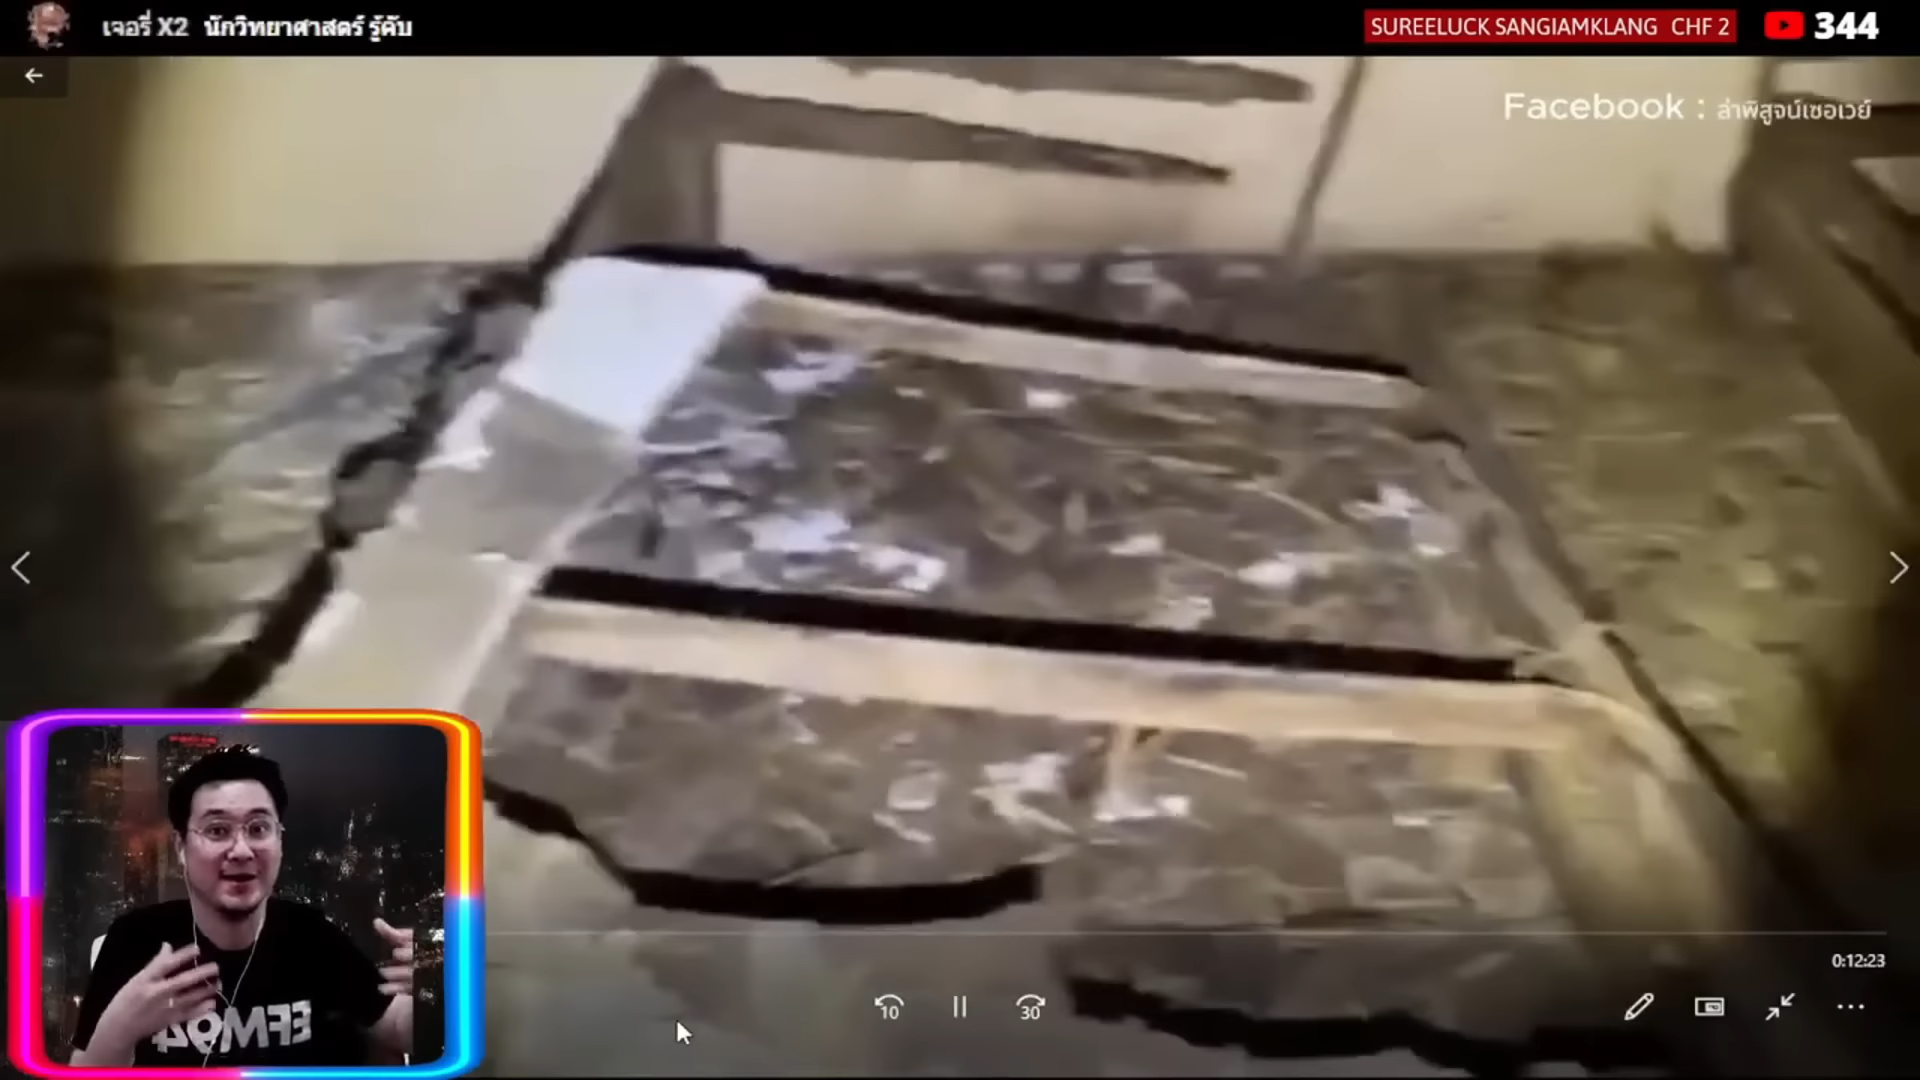 เจอรี่ X2 นักวิทยาศาสตร์ รู้คับ
SUREELUCK SANGIAMKLANG CHF 2
344
Facebook : ล่าพิสูจน์เซอเวย์
0:12:23
10
30
EFM94